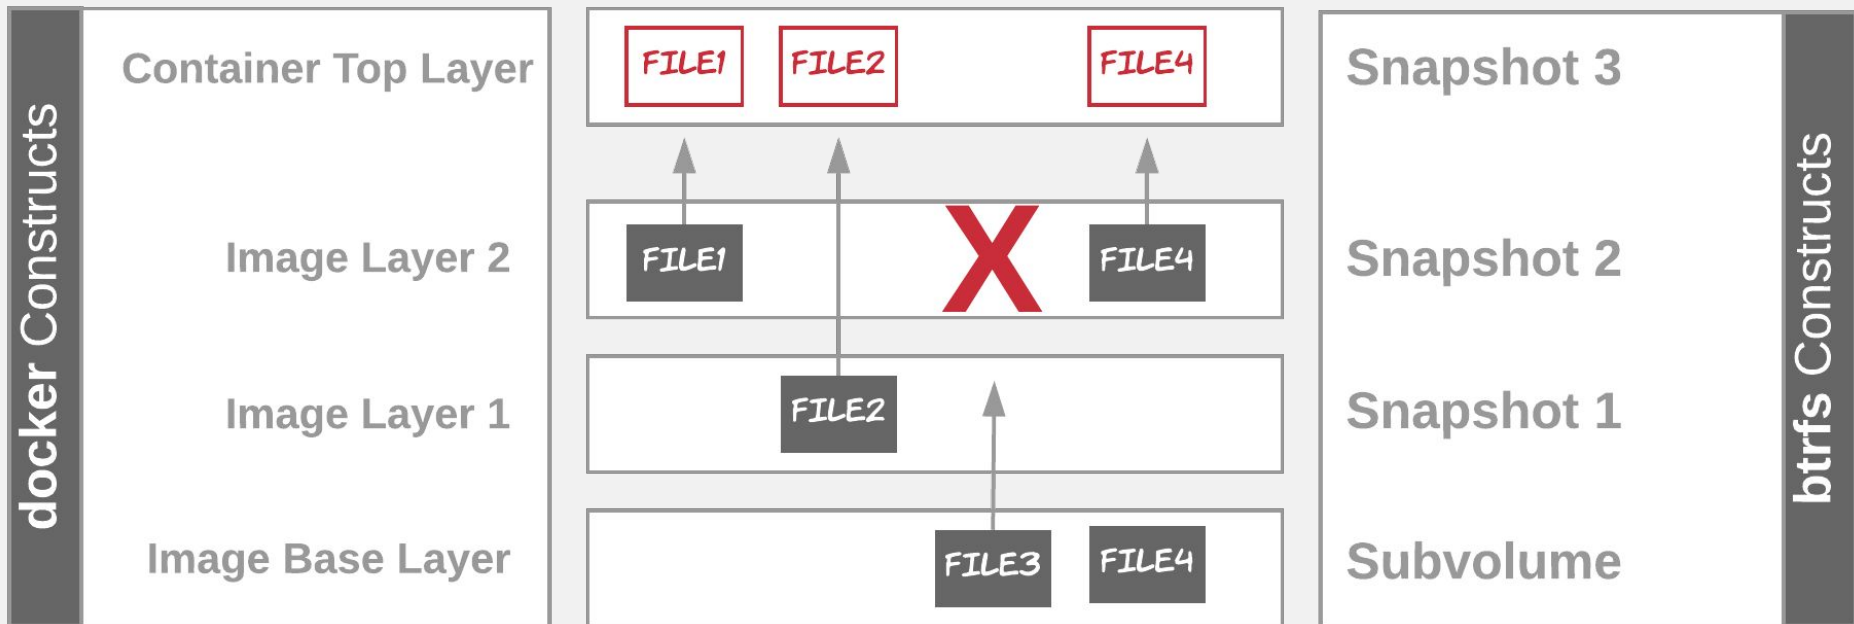 docker Constructs
Container Top Layer
FILE1 FILE2 FILE4
Snapshot 3
Image Layer 2
FILE1 FILE4
Snapshot 2
Image Layer 1
FILE2
Snapshot 1
Image Base Layer
FILE3 FILE4
Subvolume
btrfs Constructs